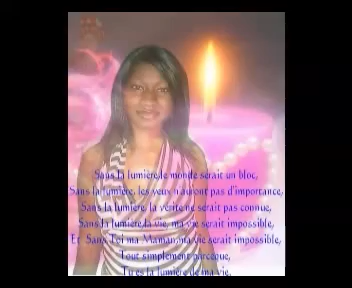 Sans la lumière,le monde serait un bloc,
Sans la lumière, les yeux n'auront pas d'importance,
Sans la lumière, la vérite ne serait pas connue,
Sans la lumière,la vie, ma vie serait impossible,
Et Sans Toi ma Maman,ma vie serait impossible,
Tout simplement parceque,
Tu es la lumière de ma vie.